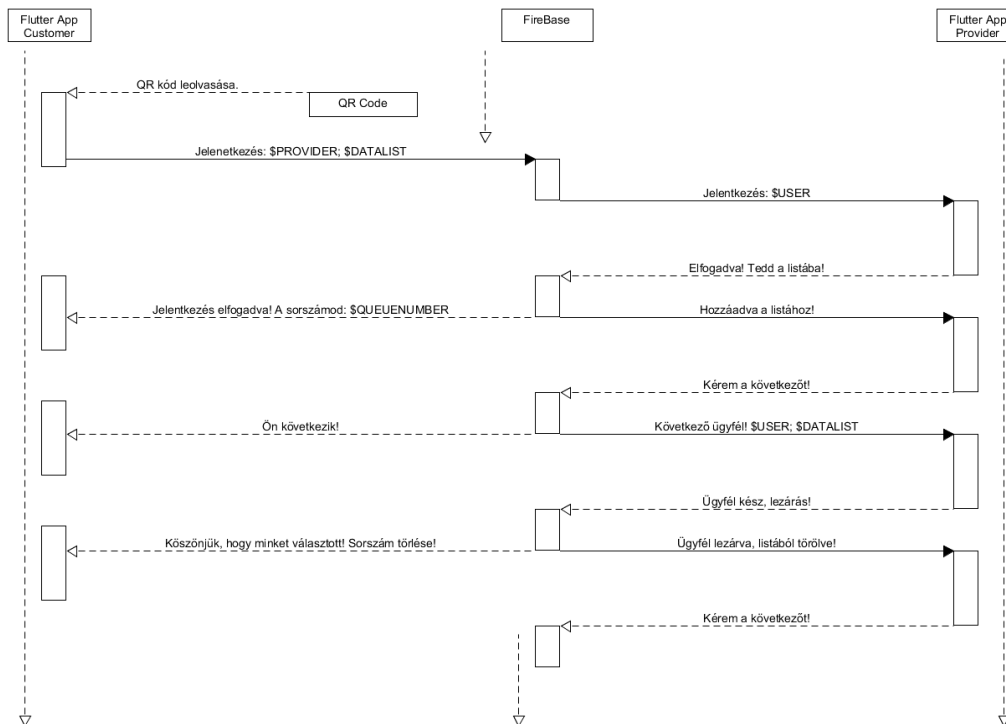 Flutter App
Customer
FireBase
Flutter App
Provider
QR kód leolvasása.
QR Code
Jelenetkezés: $PROVIDER; $DATALIST
Jelentkezés: $USER
Elfogadva! Tedd a listába!
Jelentkezés elfogadva! A sorszámod: $QUEUENUMBER
Hozzáadva a listához!
Kérem a következőt!
Ön következik!
Következő ügyfél! $USER; $DATALIST
Ügyfél kész, lezárás!
Köszönjük, hogy minket választott! Sorszám törlése!
Ügyfél lezárva, listából törölve!
Kérem a következőt!